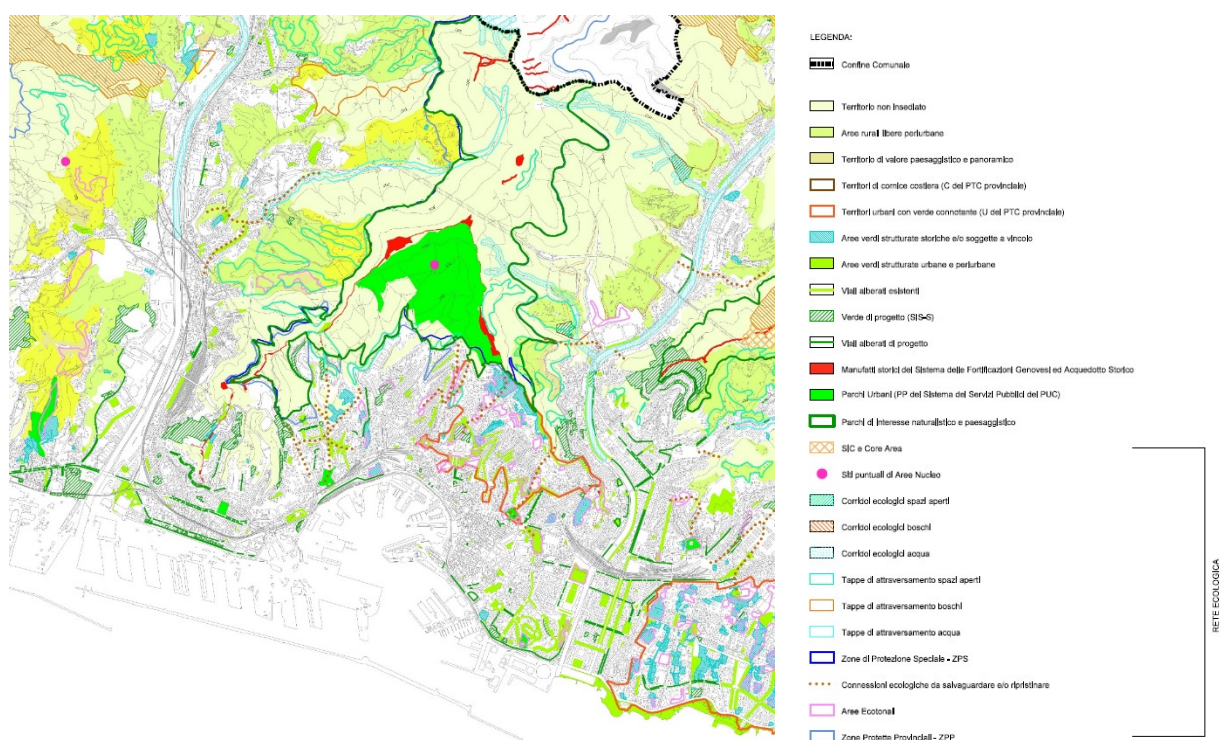 LEGENDA:
Confine Comunale
Territorio non insediato
Aree rurali libere periurbane
Territorio di valore paesaggistico e panoramico
Territori di cornice costiera (C del PTC provinciale)
Territori urbani con verde connotante (U del PTC provinciale)
Aree verdi strutturate storiche e/o soggette a vincolo
Aree verdi strutturate urbane e periurbane
Viali alberati esistenti
Verde di progetto (SIS-S)
Viali alberati di progetto
Manufatti storici del Sistema delle Fortificazioni Genovesi ed Acquedotto Storico
Parchi Urbani (PP del Sistema dei Servizi Pubblici del PUC)
Parchi di interesse naturalistico e paesaggistico
SIC e Core Area
Siti puntuali di Aree Nucleo
Corridoi ecologici spazi aperti
Corridoi ecologici boschi
Corridoi ecologici acqua
Tappe di attraversamento spazi aperti
Tappe di attraversamento boschi
Tappe di attraversamento acqua
Zone di Protezione Speciale - ZPS
Connessioni ecologiche da salvaguardare e/o ripristinare
Aree Ecotonali
Zone Protette Provinciali - ZPP
RETE ECOLOGICA